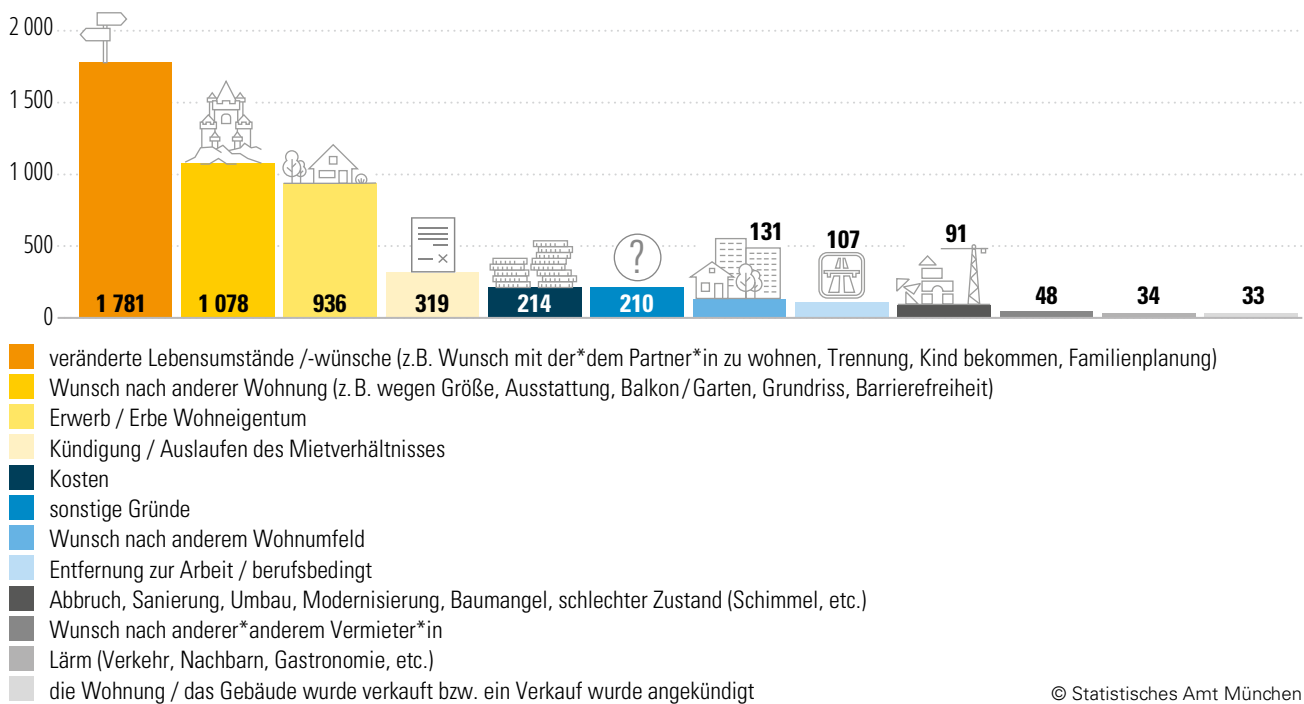 2 000
1 500
1 000
500
0
1 781
1 078
936
319
214
210
131
107
91
48
34
33
?
veränderte Lebensumstände /-wünsche (z.B. Wunsch mit der*dem Partner*in zu wohnen, Trennung, Kind bekommen, Familienplanung)
Wunsch nach anderer Wohnung (z. B. wegen Größe, Ausstattung, Balkon / Garten, Grundriss, Barrierefreiheit)
Erwerb / Erbe Wohneigentum
Kündigung / Auslaufen des Mietverhältnisses
Kosten
sonstige Gründe
Wunsch nach anderem Wohnumfeld
Entfernung zur Arbeit / berufsbedingt
Abbruch, Sanierung, Umbau, Modernisierung, Baumangel, schlechter Zustand (Schimmel, etc.)
Wunsch nach anderer*anderem Vermieter*in
Lärm (Verkehr, Nachbarn, Gastronomie, etc.)
die Wohnung / das Gebäude wurde verkauft bzw. ein Verkauf wurde angekündigt
© Statistisches Amt München